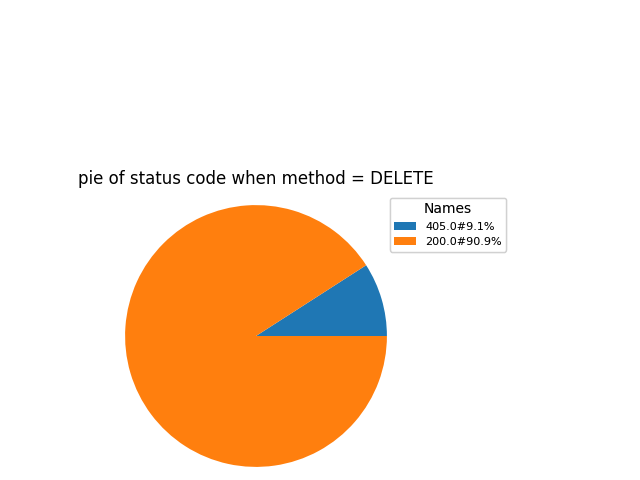 pie of status code when method = DELETE
Names
405.0#9.1%
200.0#90.9%